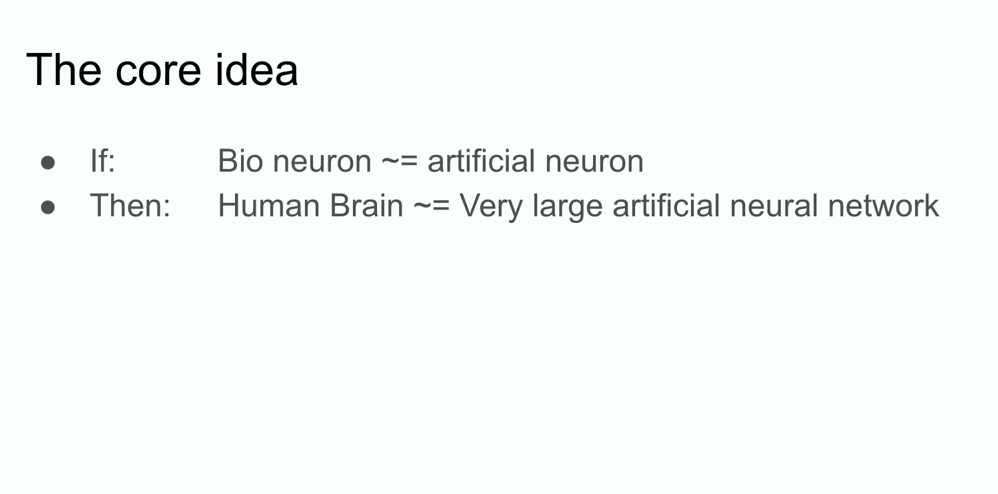 The core idea
● If: Bio neuron ~= artificial neuron
● Then: Human Brain ~= Very large artificial neural network